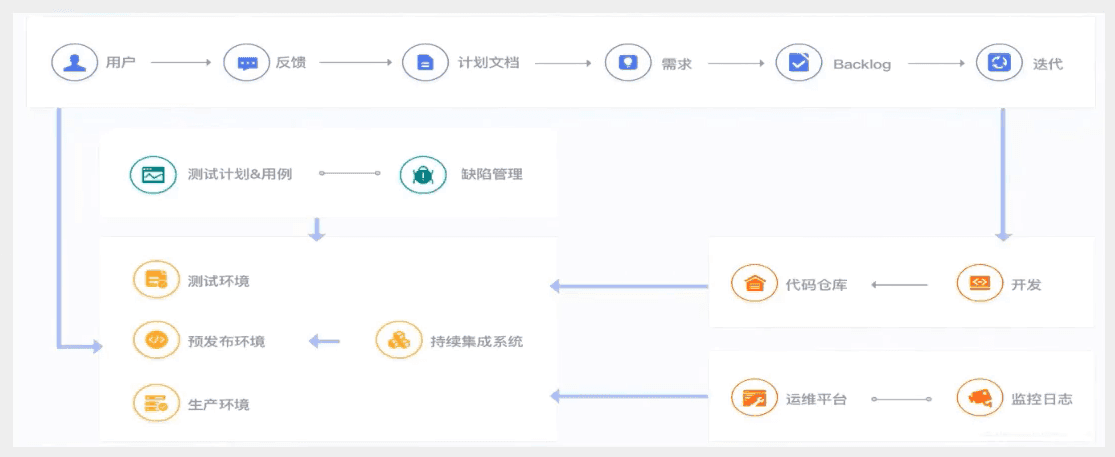 用户
反馈
计划文档
需求
Backlog
迭代
测试计划&用例
缺陷管理
测试环境
预发布环境
持续集成系统
生产环境
代码仓库
开发
运维平台
监控日志